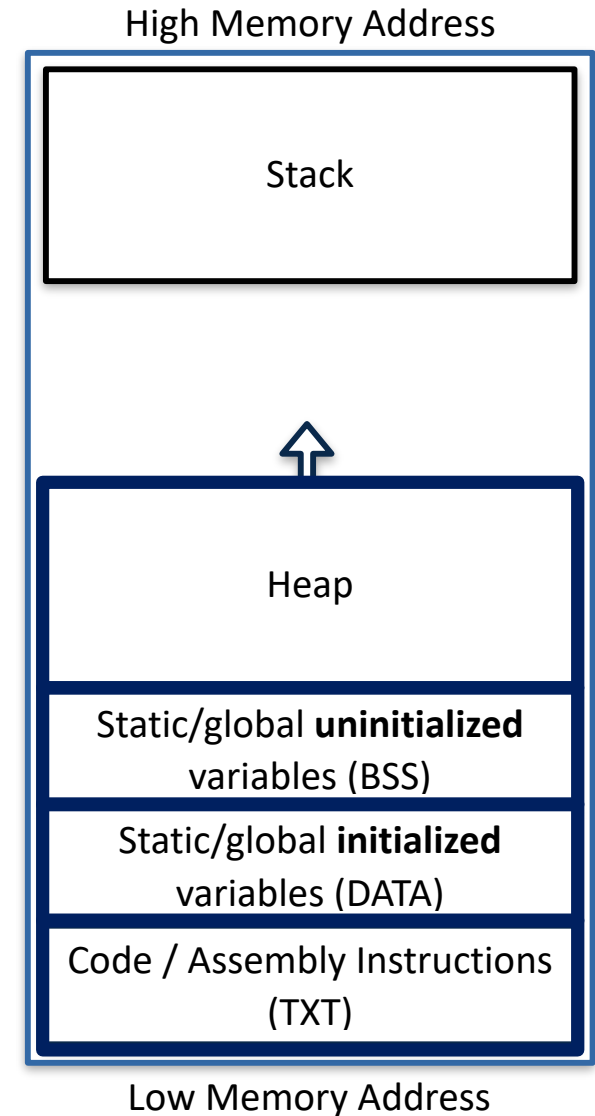 High Memory Address
Stack
Heap
Static/global uninitialized
variables (BSS)
Static/global initialized
variables (DATA)
Code / Assembly Instructions
(TXT)
Low Memory Address